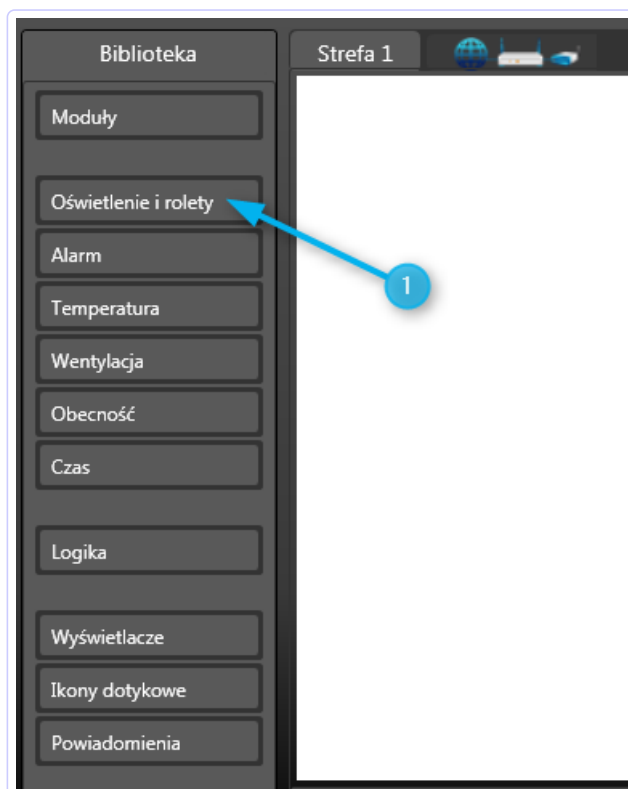 Biblioteka
Strefa 1
Moduły
Oświetlenie i rolety
1
Alarm
Temperatura
Wentylacja
Obecność
Czas
Logika
Wyświetlacze
Ikony dotykowe
Powiadomienia